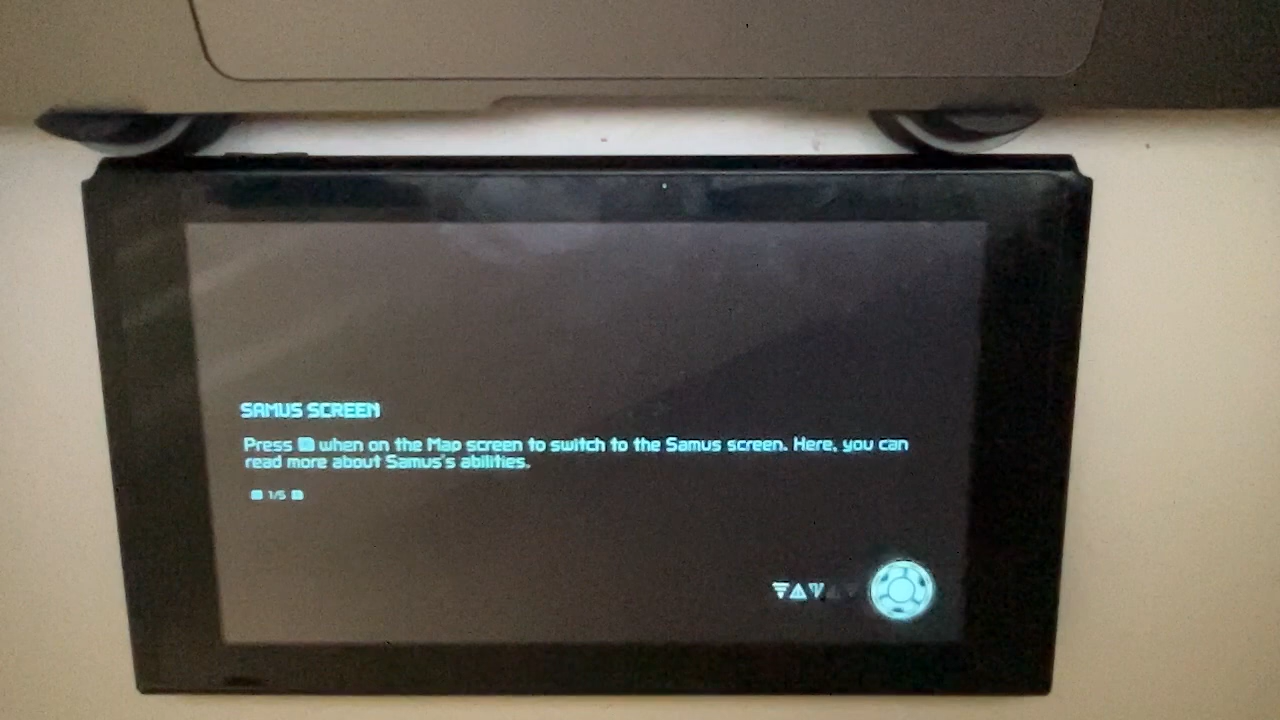 SAMUS SCREEN
Press when on the Map screen to switch to the Samus screen. Here, you can
read more about Samus's abilities.
1/5